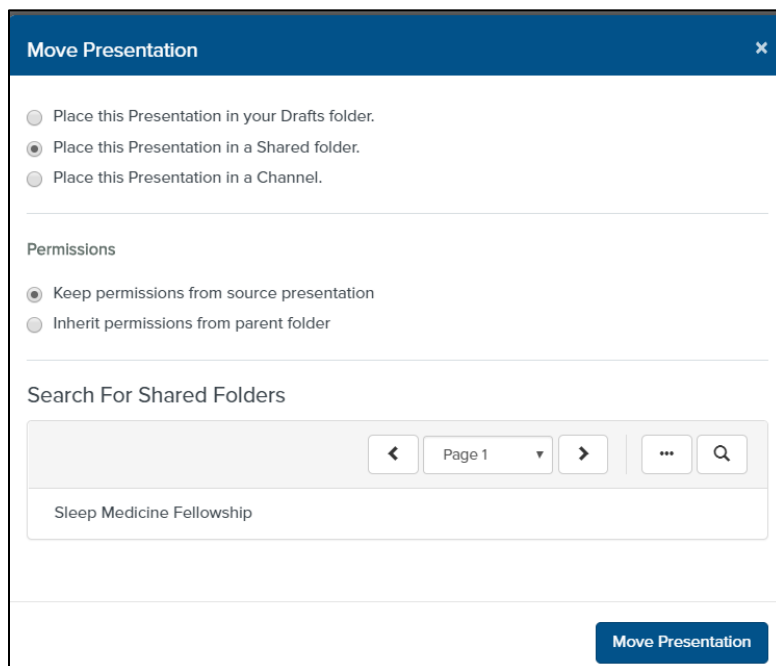 Move Presentation
Place this Presentation in your Drafts folder.
Place this Presentation in a Shared folder.
Place this Presentation in a Channel.
Permissions
Keep permissions from source presentation
Inherit permissions from parent folder
Search For Shared Folders
Page 1
Sleep Medicine Fellowship
Move Presentation